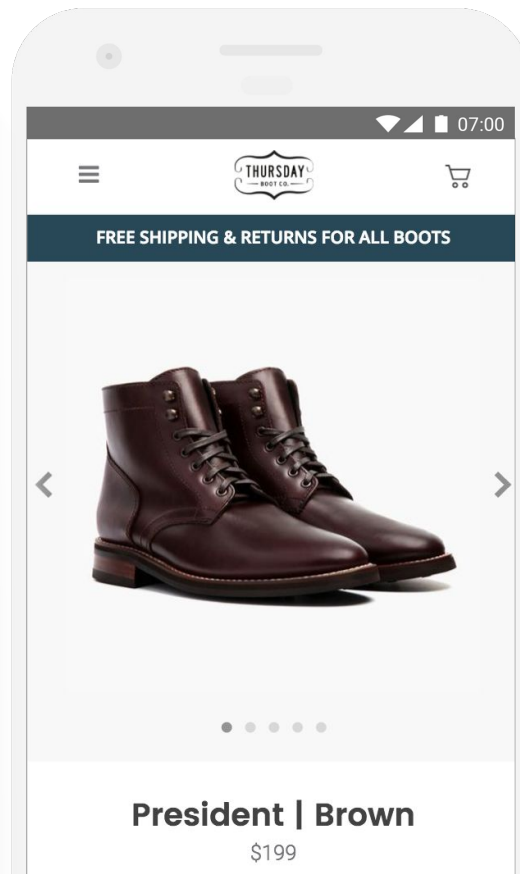 07:00
THURSDAY
BOOT CO.
FREE SHIPPING & RETURNS FOR ALL BOOTS
President | Brown
$199